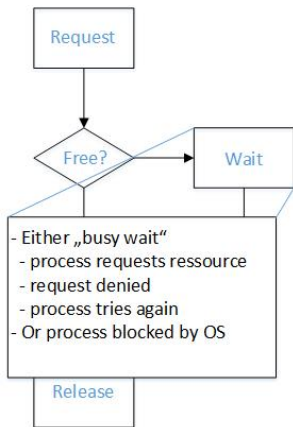 Request
Free?
Wait
- Either „busy wait“
- process requests ressource
- request denied
- process tries again
- Or process blocked by OS
Release